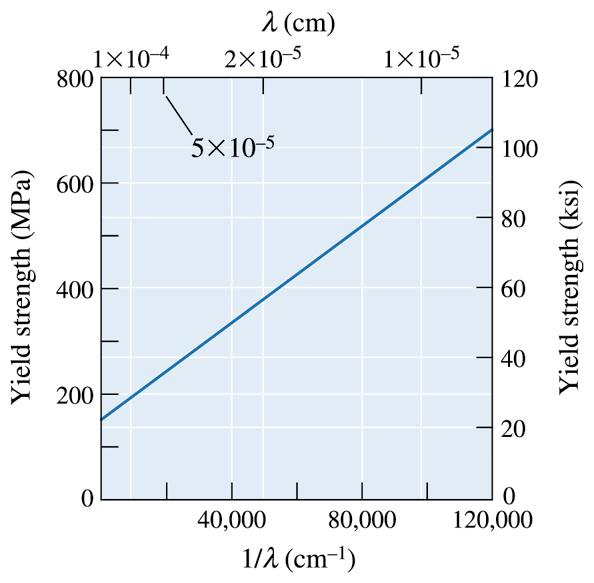 λ (cm)
1×10–4 2×10–5 1×10–5
5×10–5
800
600
400
200
0
Yield strength (MPa)
120
100
80
60
40
20
0
Yield strength (ksi)
40,000 80,000 120,000
1/λ (cm–1)